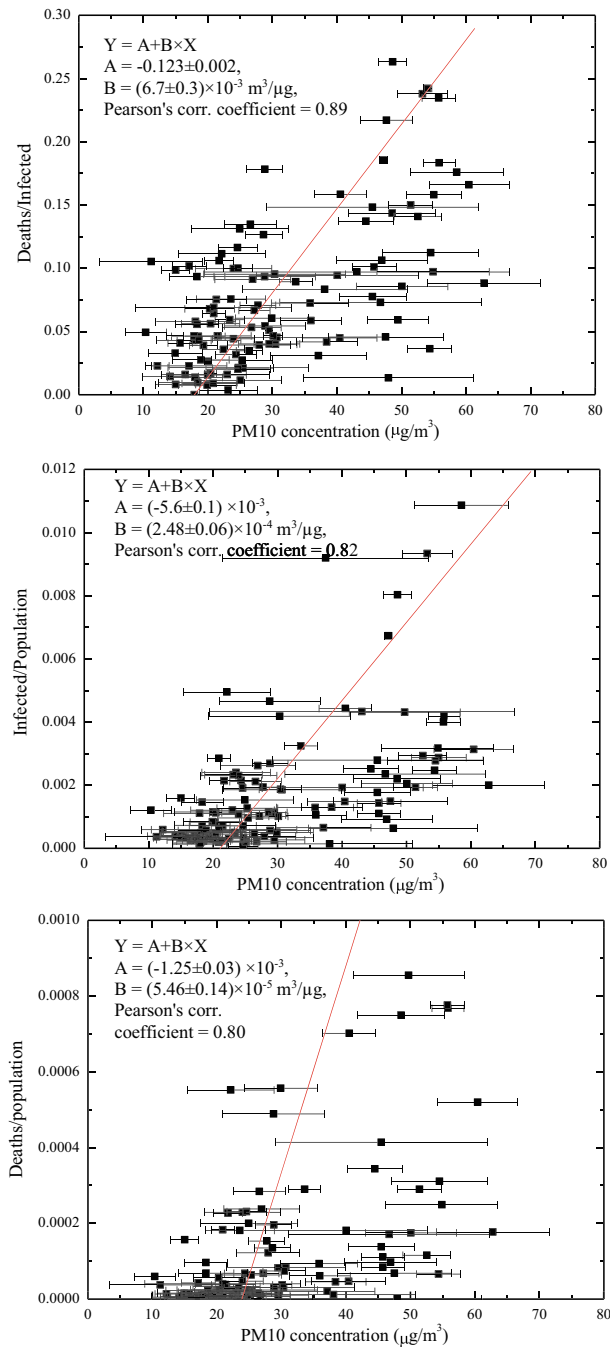 0.30
Y = A+B×X
A = -0.123±0.002,
B = (6.7±0.3)×10⁻³ m³/μg,
Pearson's corr. coefficient = 0.89
0.25
0.20
0.15
0.10
0.05
0.00
Deaths/Infected
0 10 20 30 40 50 60 70 80
PM10 concentration (μg/m³)
0.012
Y = A+B×X
A = (-5.6±0.1) ×10⁻³,
B = (2.48±0.06)×10⁻⁴ m³/μg,
Pearson's corr. coefficient = 0.82
0.010
0.008
0.006
0.004
0.002
0.000
Infected/Population
0 10 20 30 40 50 60 70 80
PM10 concentration (μg/m³)
0.0010
Y = A+B×X
A = (-1.25±0.03) ×10⁻³,
B = (5.46±0.14)×10⁻⁵ m³/μg,
Pearson's corr.
coefficient = 0.80
0.0008
0.0006
0.0004
0.0002
0.0000
Deaths/population
0 10 20 30 40 50 60 70 80
PM10 concentration (μg/m³)